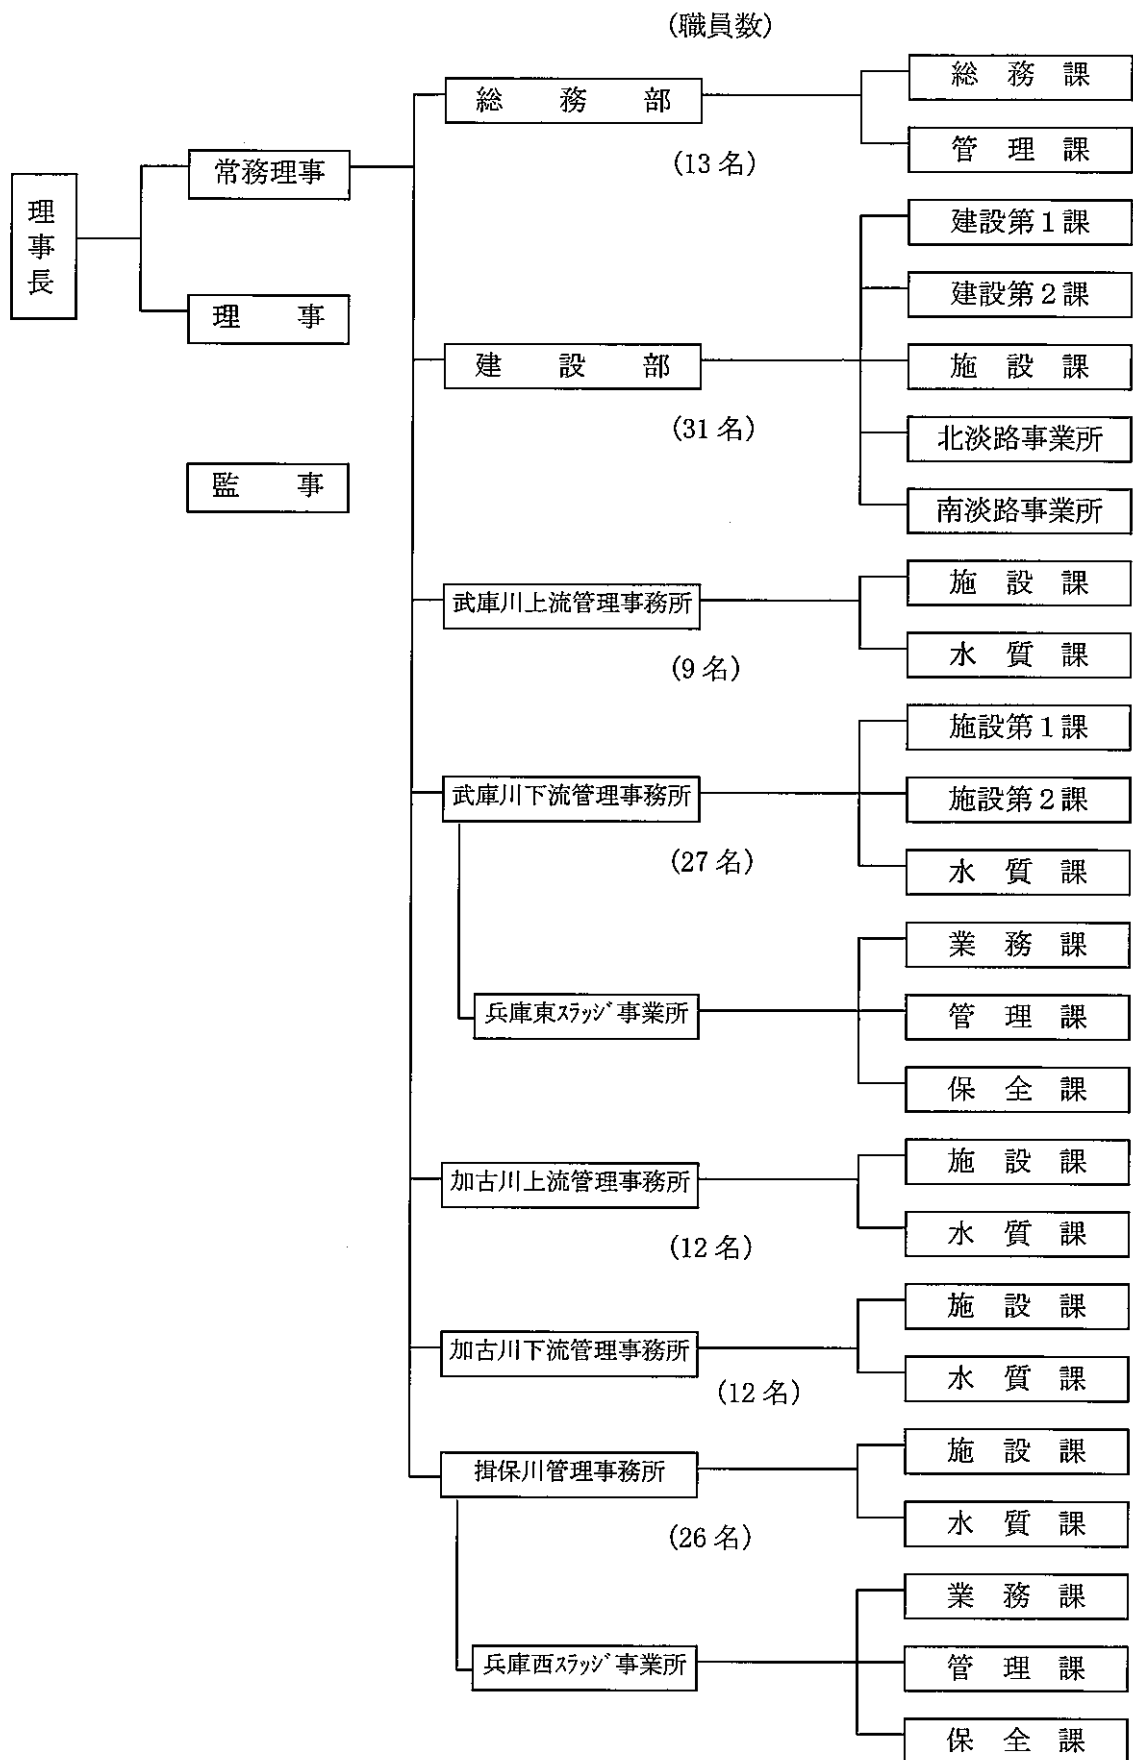 (職員数)
理事長
常務理事
理事
監事
総務部
(13名)
総務課
管理課
建設部
(31名)
建設第1課
建設第2課
施設課
北淡路事業所
南淡路事業所
武庫川上流管理事務所
(9名)
施設課
水質課
武庫川下流管理事務所
(27名)
施設第1課
施設第2課
水質課
兵庫東ｽﾗｯｼﾞ事業所
業務課
管理課
保全課
加古川上流管理事務所
(12名)
施設課
水質課
加古川下流管理事務所
(12名)
施設課
水質課
揖保川管理事務所
(26名)
施設課
水質課
兵庫西ｽﾗｯｼﾞ事業所
業務課
管理課
保全課